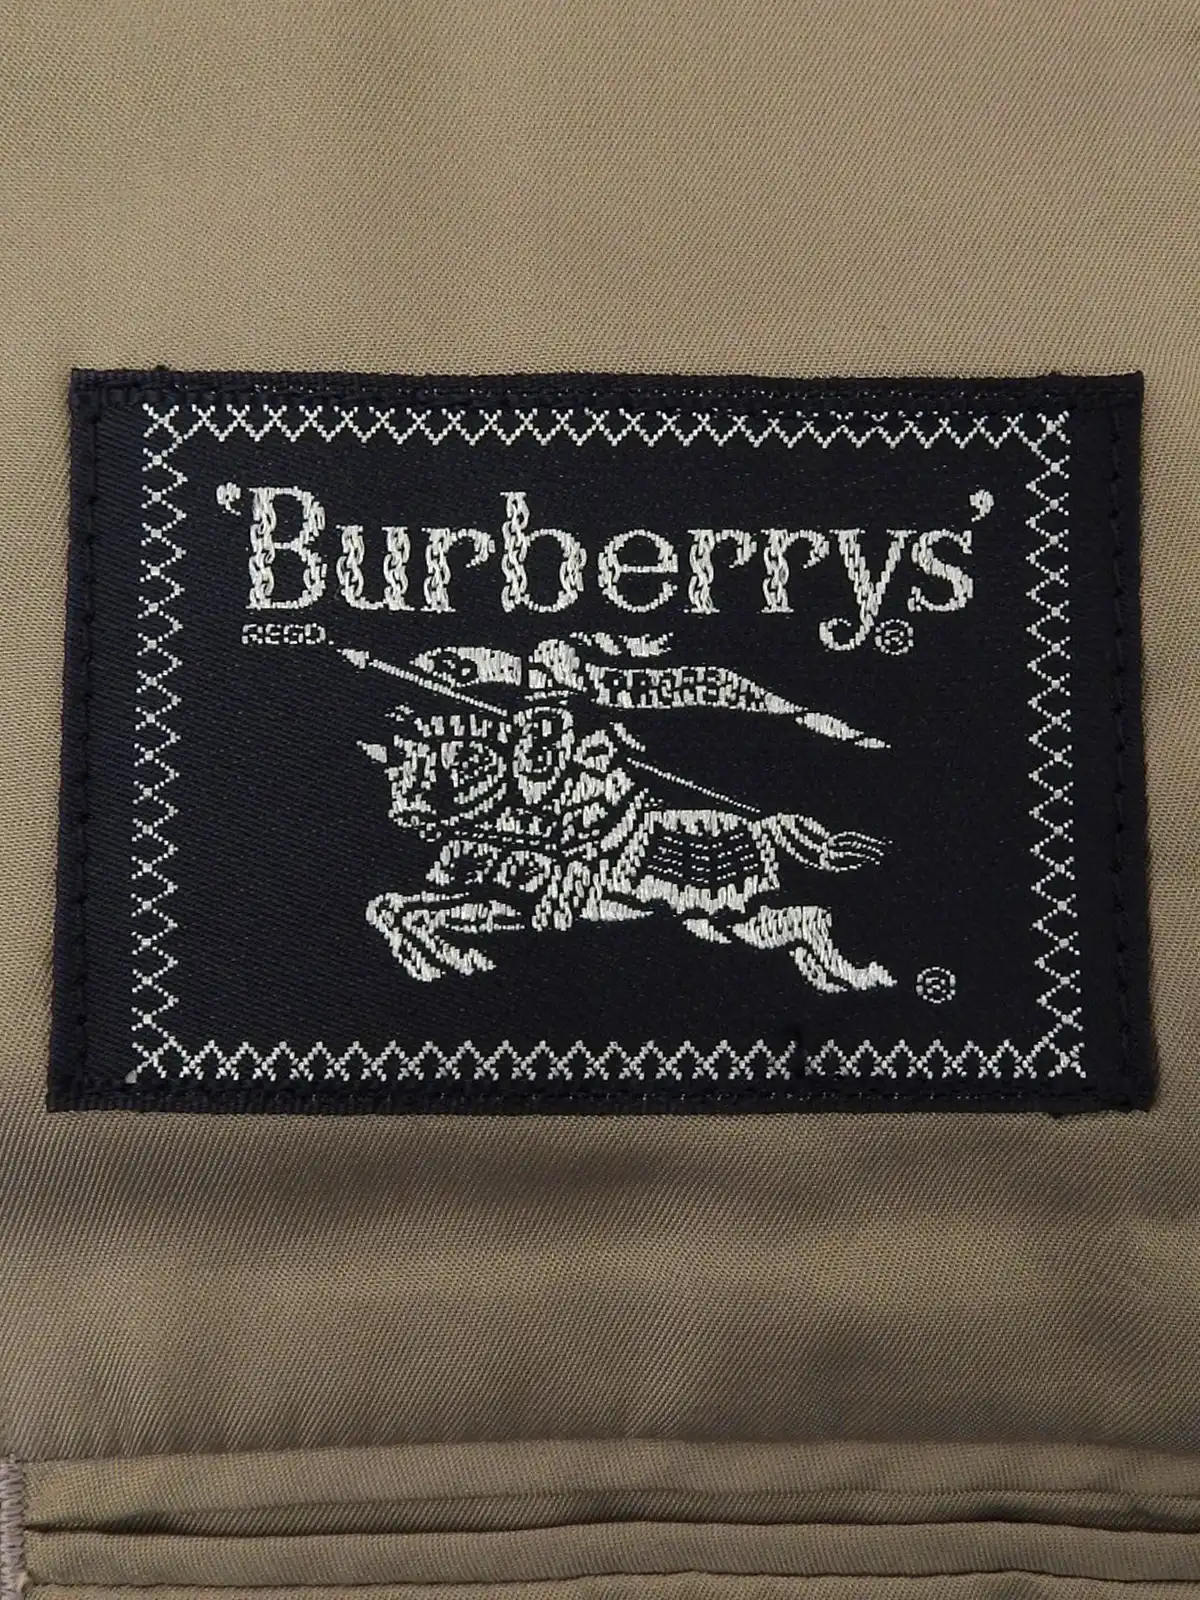 'Burberrys'®
REGD.
PRORSUM
®